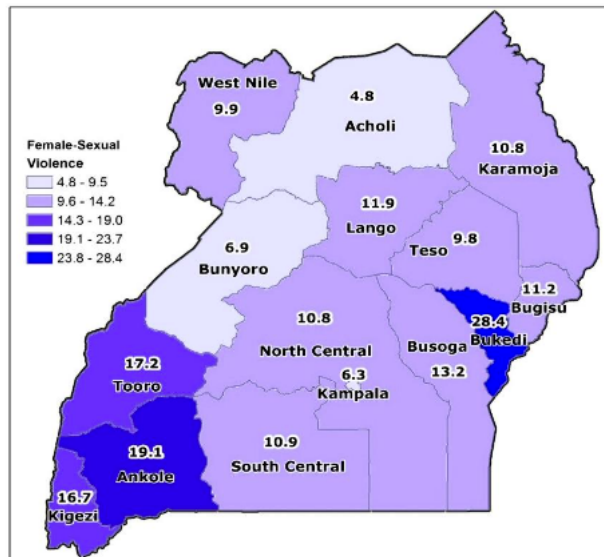 West Nile
9.9
4.8
Acholi
10.8
Karamoja
Female-Sexual
Violence
4.8 - 9.5
9.6 - 14.2
14.3 - 19.0
19.1 - 23.7
23.8 - 28.4
11.9
Lango
6.9
Bunyoro
Teso 9.8
11.2
Bugisu
28.4
Bukedi
10.8
North Central
Busoga
13.2
17.2
Tooro
6.3
Kampala
19.1
Ankole
10.9
South Central
16.7
Kigezi